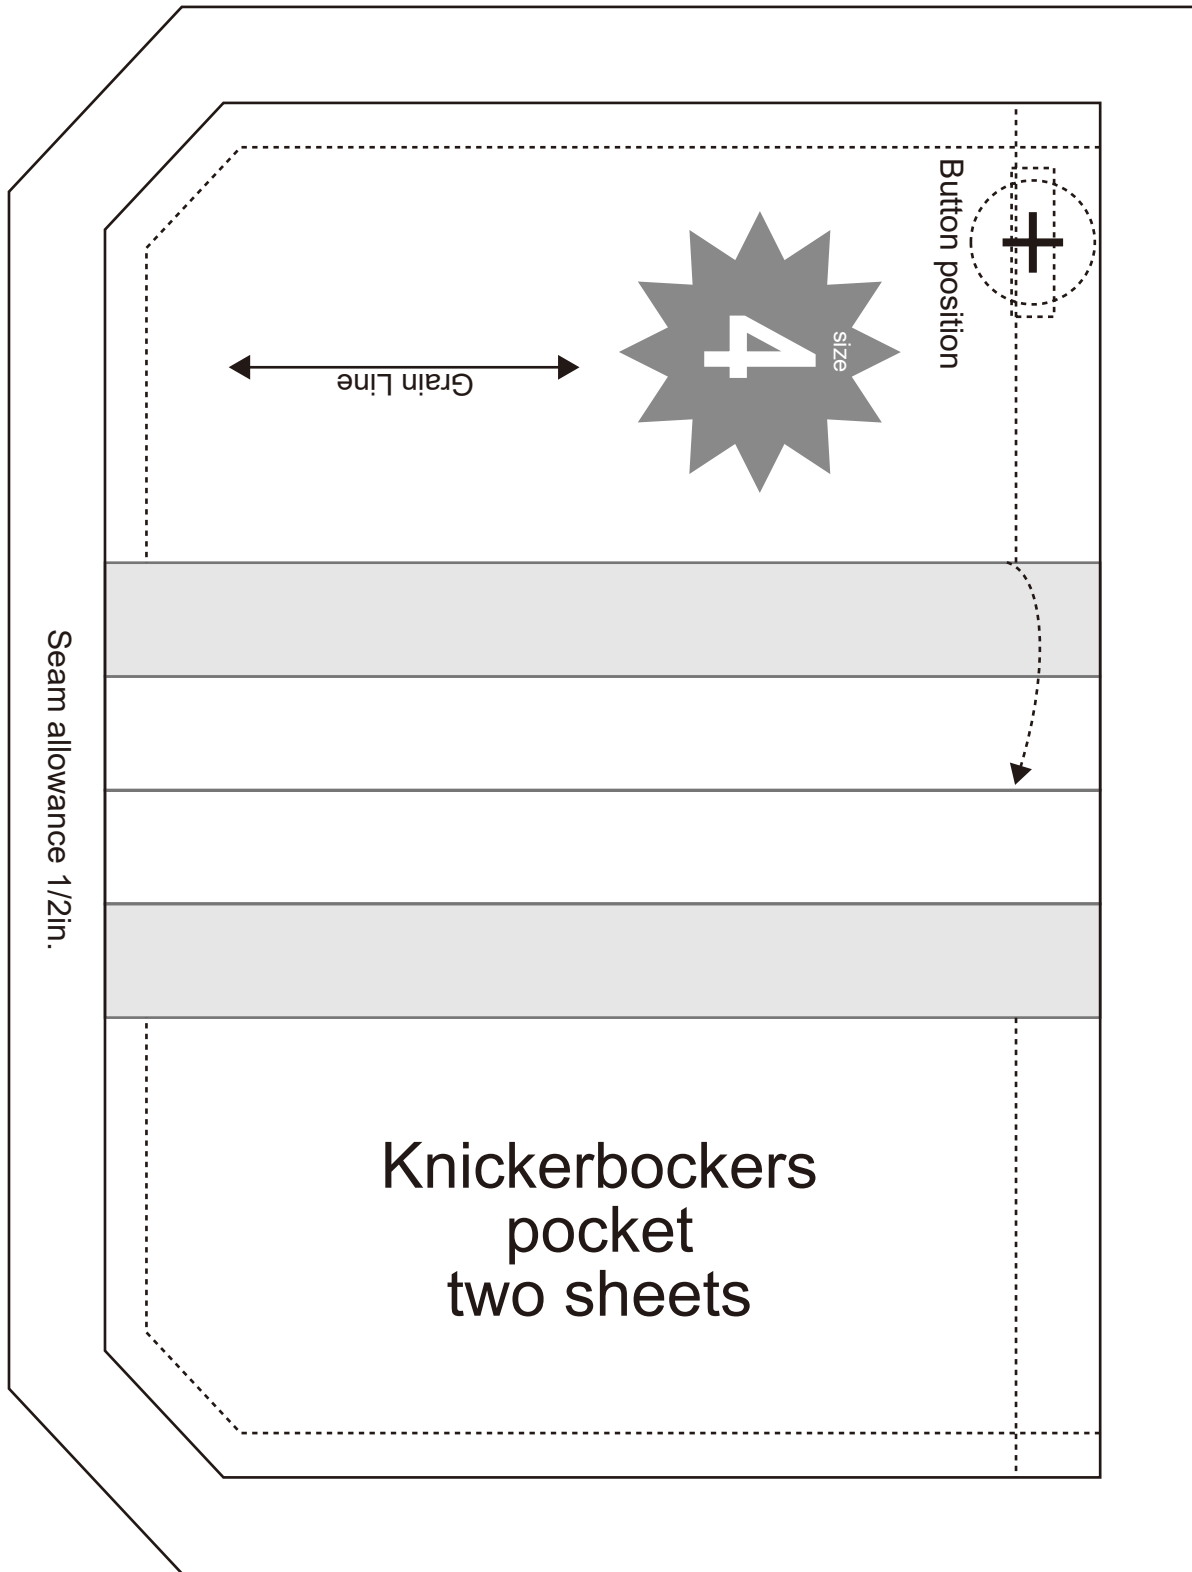 Button position
size
4
Grain Line
Seam allowance 1/2in.
Knickerbockers
pocket
two sheets